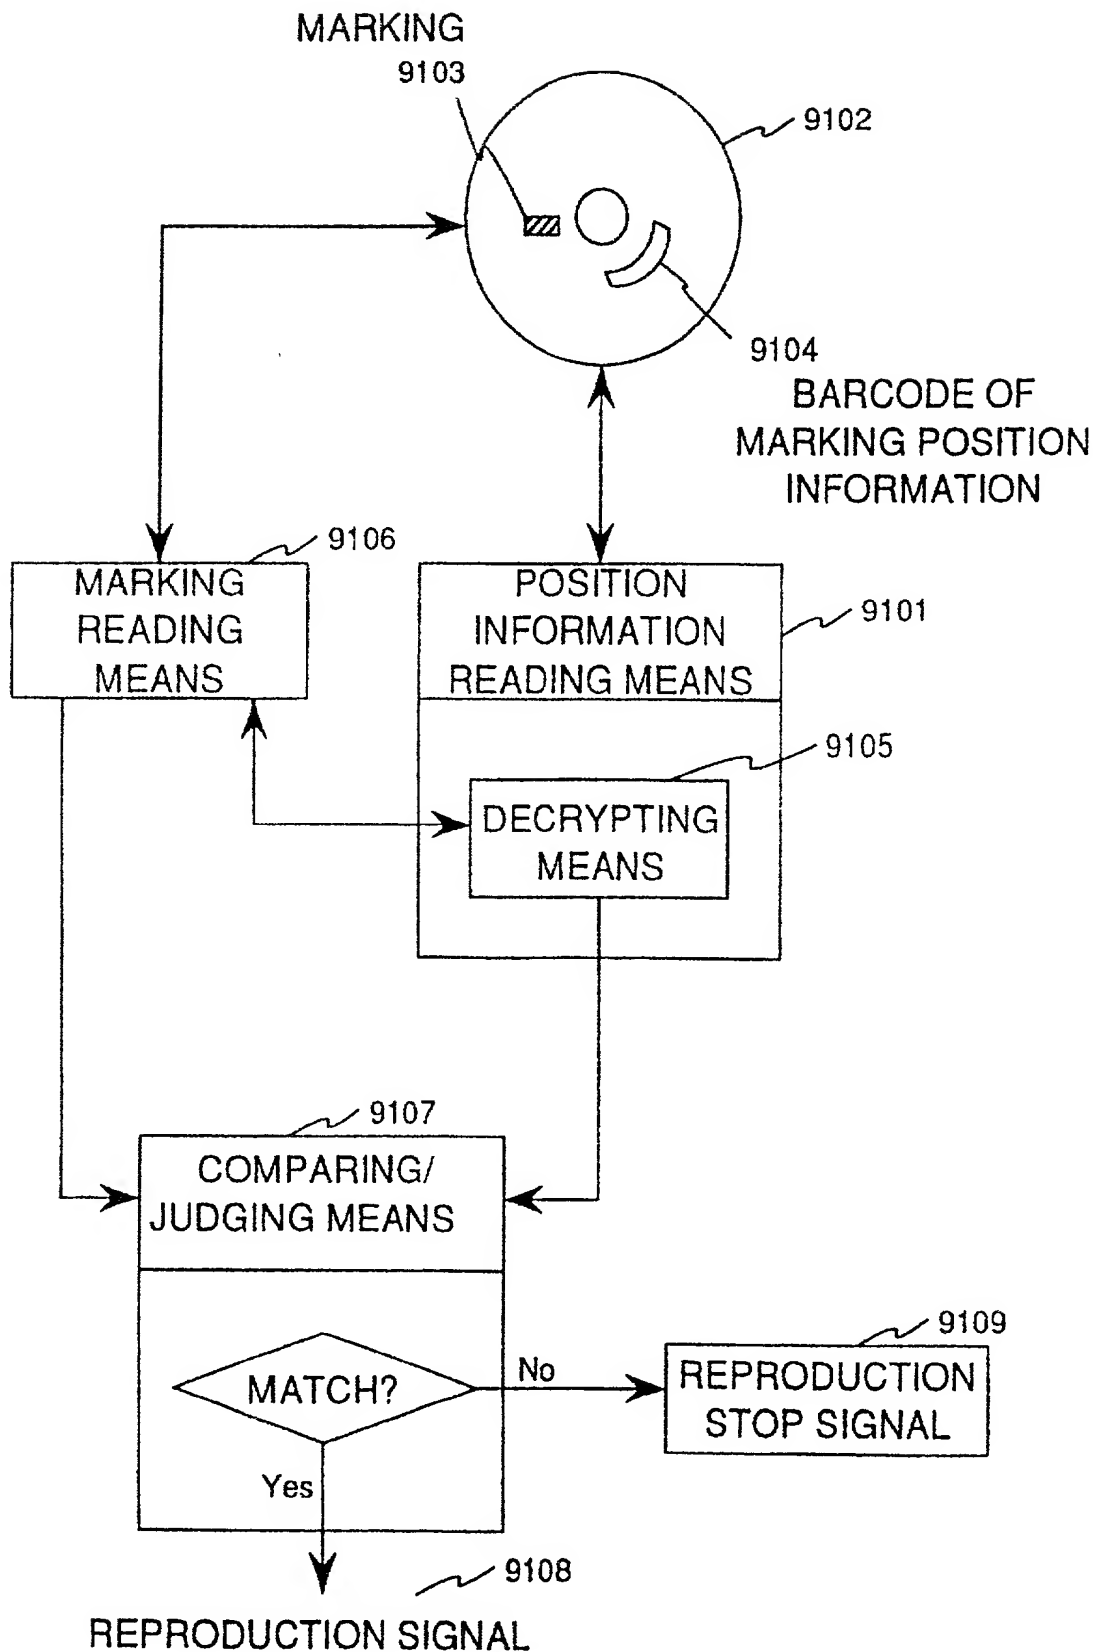 MARKING
9103
9102
9104
BARCODE OF
MARKING POSITION
INFORMATION
9106
MARKING
READING
MEANS
POSITION
INFORMATION
READING MEANS
9101
9105
DECRYPTING
MEANS
9107
COMPARING/
JUDGING MEANS
MATCH?
No
9109
REPRODUCTION
STOP SIGNAL
Yes
9108
REPRODUCTION SIGNAL